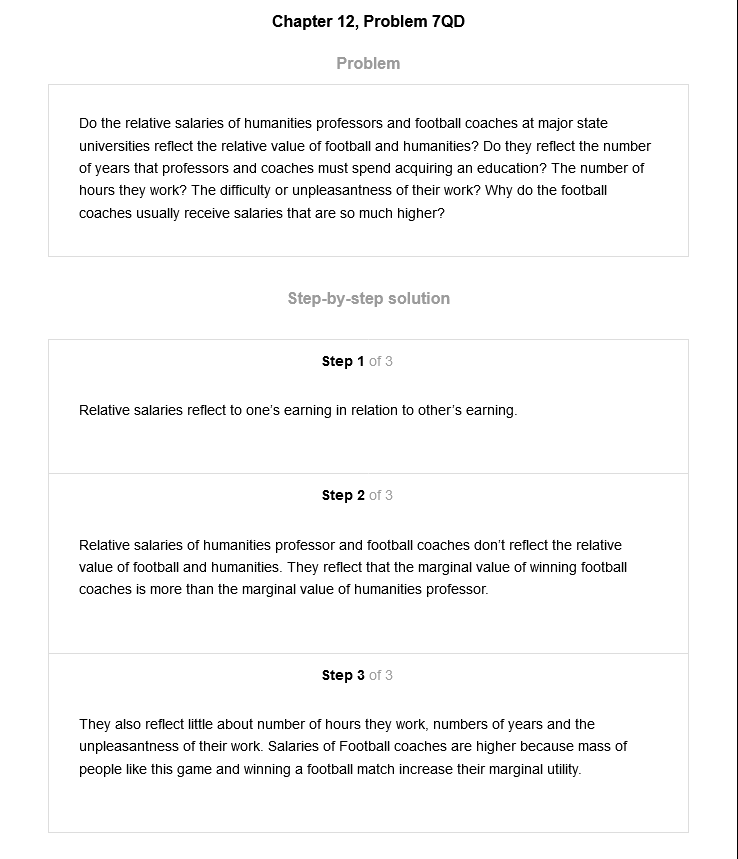 Chapter 12, Problem 7QD
Problem
Do the relative salaries of humanities professors and football coaches at major state
universities reflect the relative value of football and humanities? Do they reflect the number
of years that professors and coaches must spend acquiring an education? The number of
hours they work? The difficulty or unpleasantness of their work? Why do the football
coaches usually receive salaries that are so much higher?
Step-by-step solution
Step 1 of 3
Relative salaries reflect to one’s earning in relation to other’s earning.
Step 2 of 3
Relative salaries of humanities professor and football coaches don’t reflect the relative
value of football and humanities. They reflect that the marginal value of winning football
coaches is more than the marginal value of humanities professor.
Step 3 of 3
They also reflect little about number of hours they work, numbers of years and the
unpleasantness of their work. Salaries of Football coaches are higher because mass of
people like this game and winning a football match increase their marginal utility.